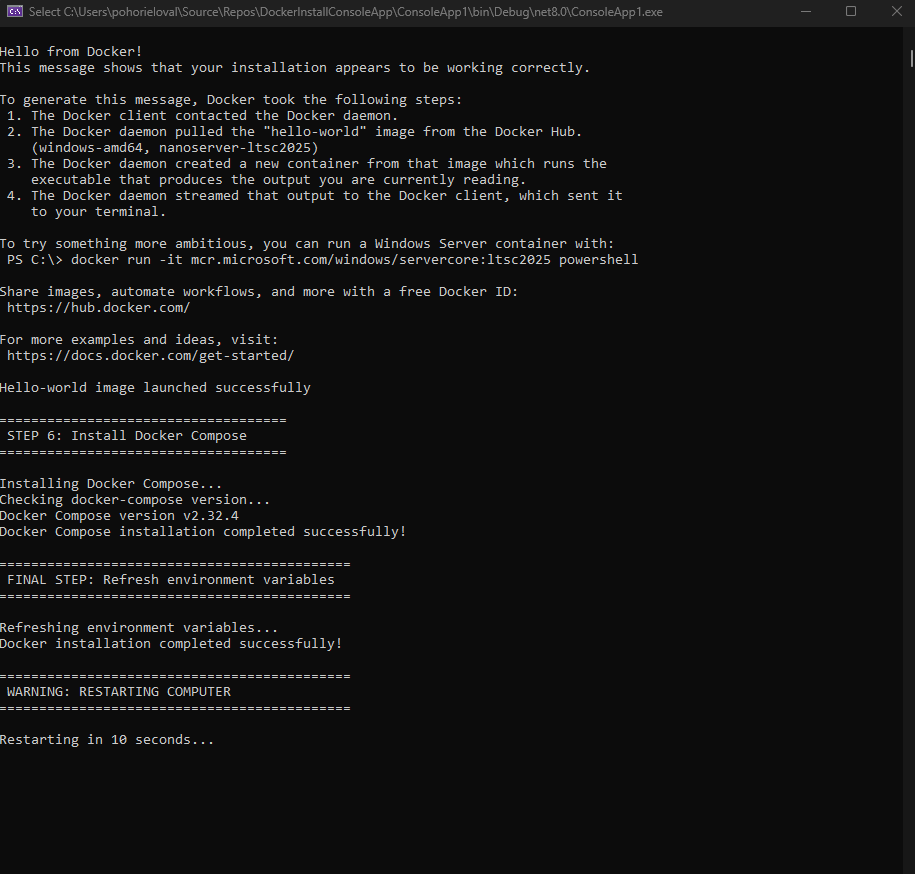 Select C:\Users\pohorieloval\Source\Repos\DockerInstallConsoleApp\ConsoleApp1\bin\Debug\net8.0\ConsoleApp1.exe
Hello from Docker!
This message shows that your installation appears to be working correctly.
To generate this message, Docker took the following steps:
1. The Docker client contacted the Docker daemon.
2. The Docker daemon pulled the "hello-world" image from the Docker Hub.
(windows-amd64, nanoserver-ltsc2025)
3. The Docker daemon created a new container from that image which runs the
executable that produces the output you are currently reading.
4. The Docker daemon streamed that output to the Docker client, which sent it
to your terminal.
To try something more ambitious, you can run a Windows Server container with:
PS C:\> docker run -it mcr.microsoft.com/windows/servercore:ltsc2025 powershell
Share images, automate workflows, and more with a free Docker ID:
https://hub.docker.com/
For more examples and ideas, visit:
https://docs.docker.com/get-started/
Hello-world image launched successfully
====================================
STEP 6: Install Docker Compose
====================================
Installing Docker Compose...
Checking docker-compose version...
Docker Compose version v2.32.4
Docker Compose installation completed successfully!
============================================
FINAL STEP: Refresh environment variables
============================================
Refreshing environment variables...
Docker installation completed successfully!
============================================
WARNING: RESTARTING COMPUTER
============================================
Restarting in 10 seconds...